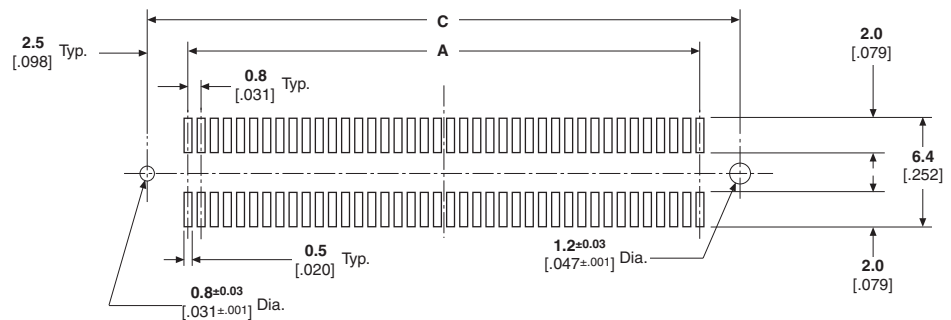 C
2.5 Typ.
[.098]
A
2.0
[.079]
0.8 Typ.
[.031]
6.4
[.252]
0.5 Typ.
[.020]
1.2±0.03 Dia.
[.047±.001]
2.0
[.079]
0.8±0.03 Dia.
[.031±.001]